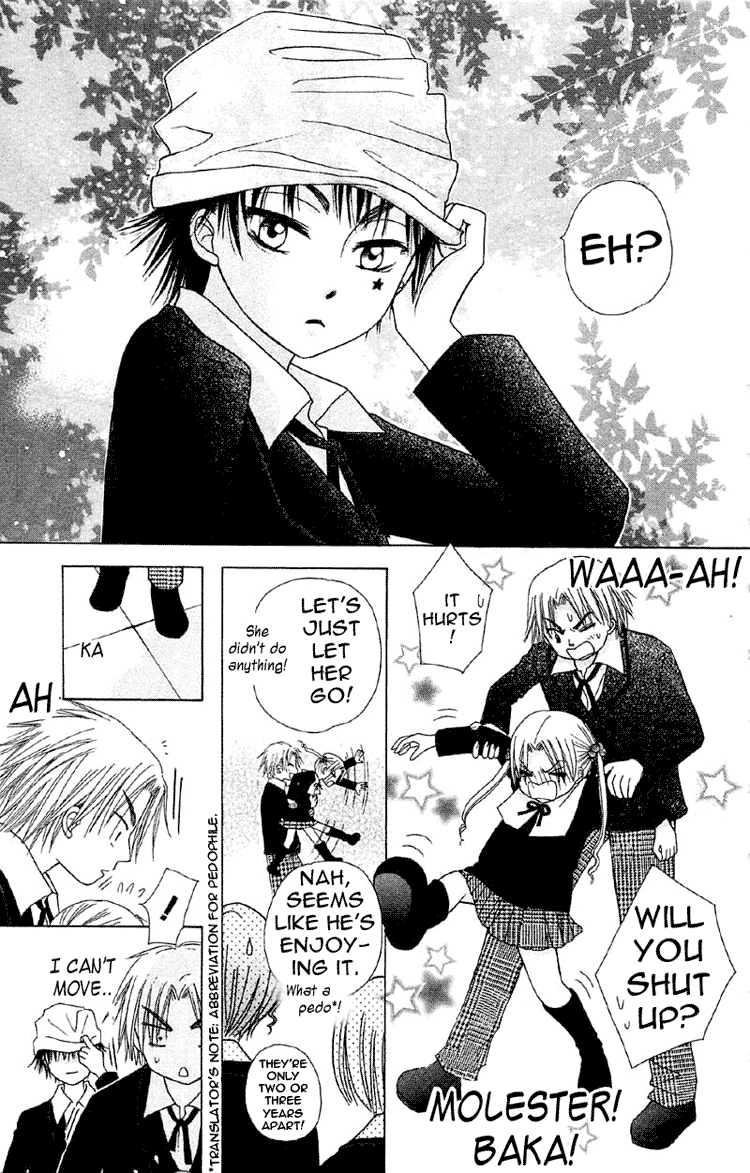 EH?
WAAA-AH!
IT
HURTS
!
WILL
YOU
SHUT
UP?
MOLESTER!
BAKA!
LET'S
JUST
LET
HER
GO!
She
didn't do
anything!
NAH,
SEEMS
LIKE HE'S
ENJOY-
ING IT.
What a
pedo*!
THEY'RE
ONLY
TWO OR
THREE
YEARS
APART!
*TRANSLATOR'S NOTE: ABBREVIATION FOR PEDOPHILE.
KA
AH
!
I CAN'T
MOVE..